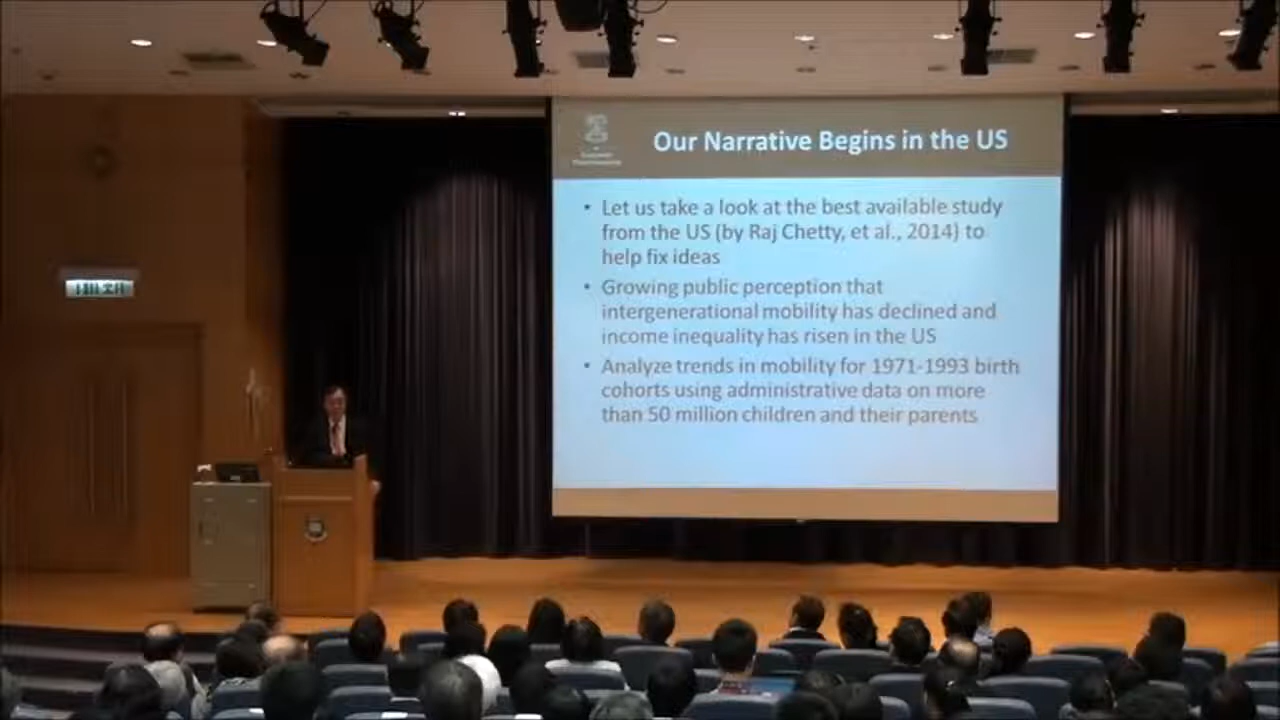 Our Narrative Begins in the US
• Let us take a look at the best available study
from the US (by Raj Chetty, et al., 2014) to
help fix ideas
• Growing public perception that
intergenerational mobility has declined and
income inequality has risen in the US
• Analyze trends in mobility for 1971-1993 birth
cohorts using administrative data on more
than 50 million children and their parents